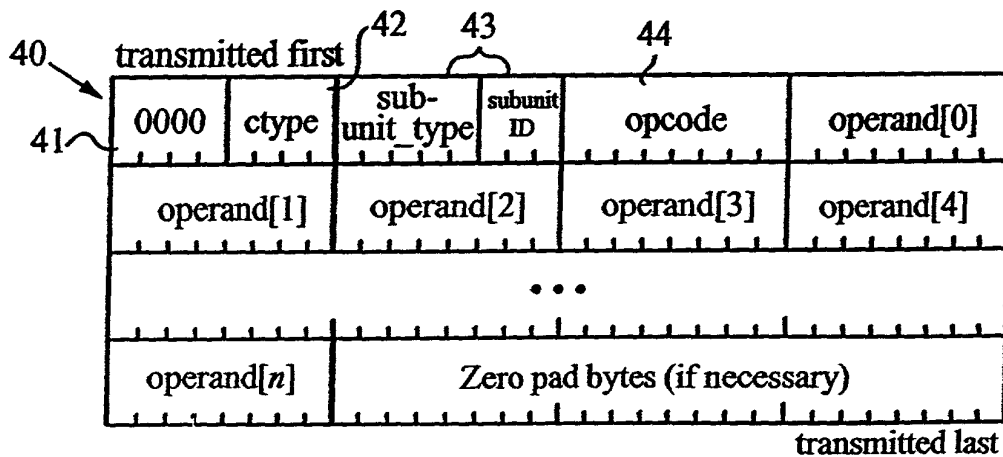 42 43 44
40 transmitted first
41 0000 ctype sub-unit_type subunit ID opcode operand[0]
operand[1] operand[2] operand[3] operand[4]
•••
operand[n] Zero pad bytes (if necessary)
transmitted last